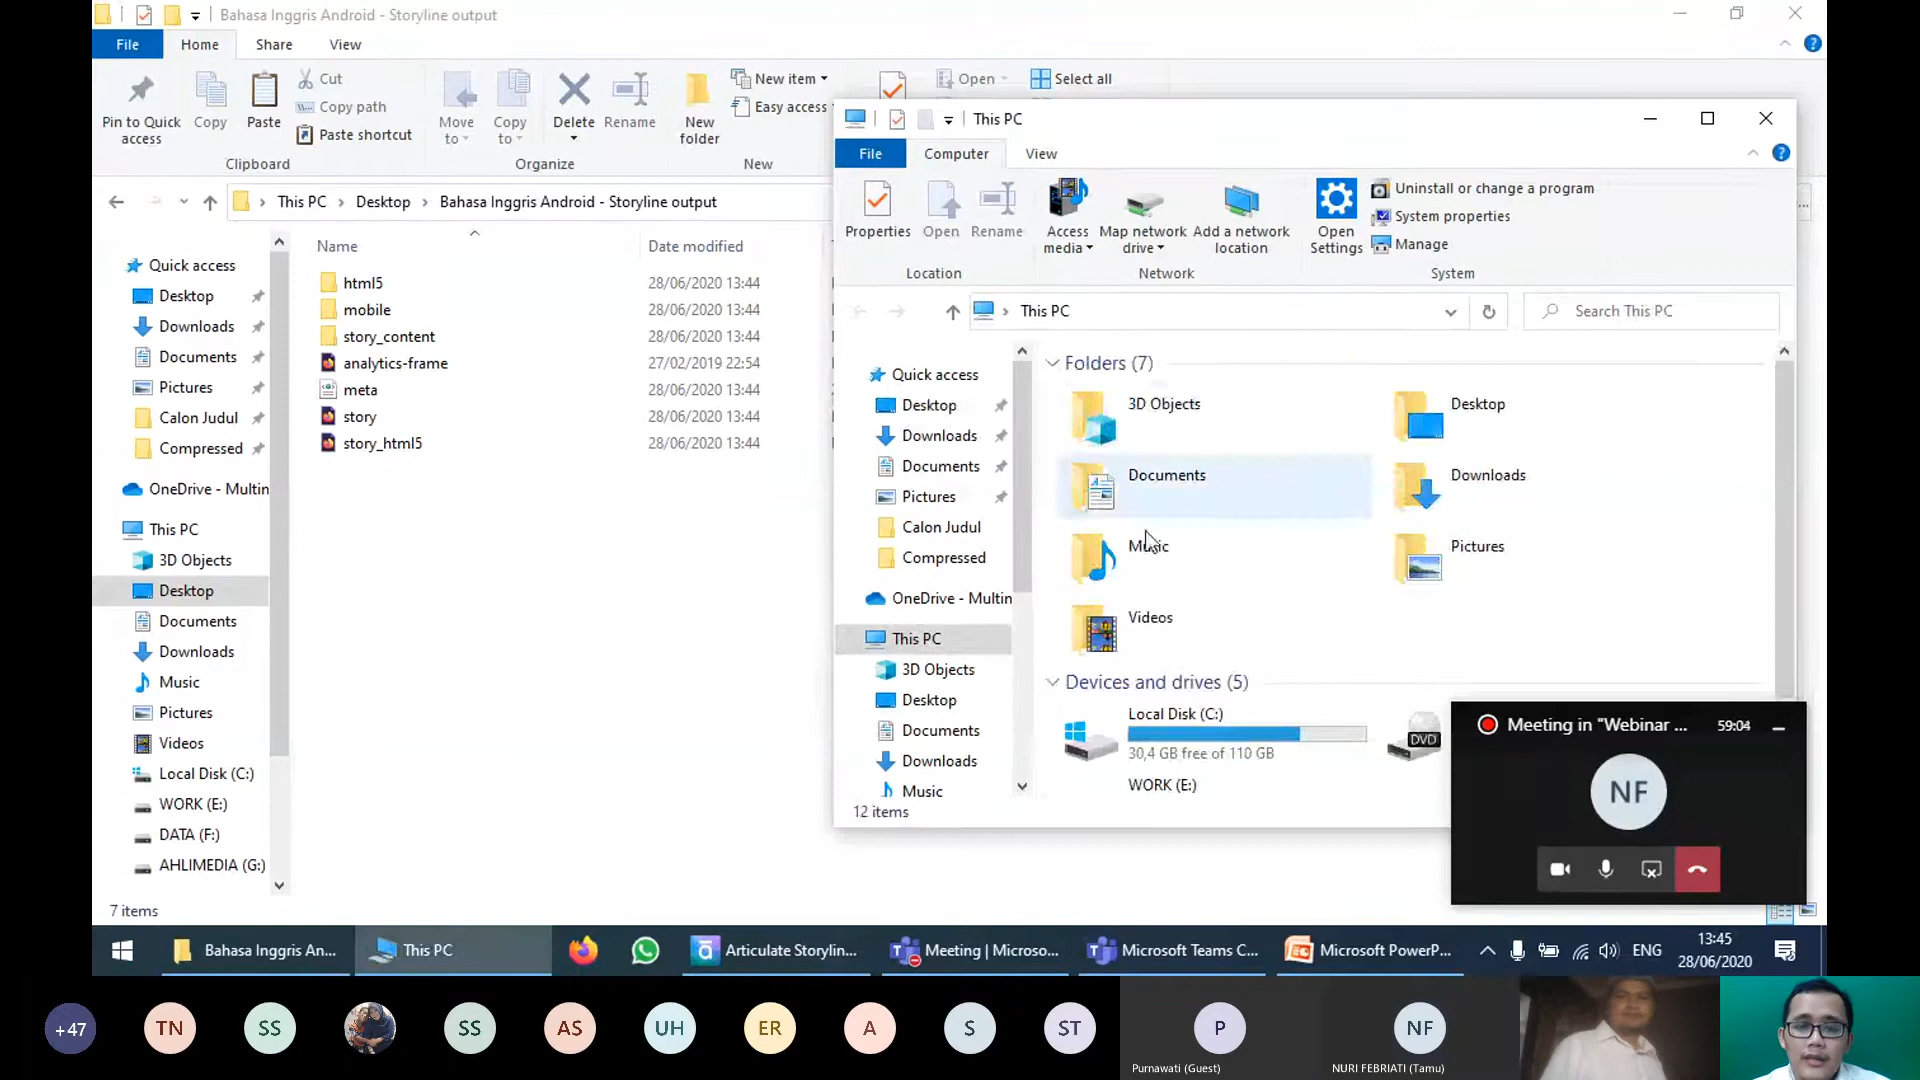 Bahasa Inggris Android - Storyline output
File
Home
Share
View
Pin to Quick access
Copy
Paste
Cut
Copy path
Paste shortcut
Clipboard
Move to
Copy to
Delete
Rename
Organize
New folder
New item
Easy access
New
Open
Select all
This PC
Desktop
Bahasa Inggris Android - Storyline output
Quick access
Desktop
Downloads
Documents
Pictures
Calon Judul
Compressed
OneDrive - Multin
This PC
3D Objects
Desktop
Documents
Downloads
Music
Pictures
Videos
Local Disk (C:)
WORK (E:)
DATA (F:)
AHLIMEDIA (G:)
Name Date modified
html5 28/06/2020 13:44
mobile 28/06/2020 13:44
story_content 28/06/2020 13:44
analytics-frame 27/02/2019 22:54
meta 28/06/2020 13:44
story 28/06/2020 13:44
story_html5 28/06/2020 13:44
7 items
This PC
File
Computer
View
Properties
Open
Rename
Location
Access media
Map network drive
Add a network location
Network
Open Settings
Uninstall or change a program
System properties
Manage
System
This PC
Search This PC
Quick access
Desktop
Downloads
Documents
Pictures
Calon Judul
Compressed
OneDrive - Multin
This PC
3D Objects
Desktop
Documents
Downloads
Music
Folders (7)
3D Objects
Desktop
Documents
Downloads
Music
Pictures
Videos
Devices and drives (5)
Local Disk (C:)
30,4 GB free of 110 GB
DVD
WORK (E:)
12 items
Meeting in "Webinar ... 59:04
NF
Bahasa Inggris An...
This PC
Articulate Storylin...
Meeting | Microso...
Microsoft Teams C...
Microsoft PowerP...
ENG
13:45
28/06/2020
+47
TN
SS
SS
AS
UH
ER
A
S
ST
P
Purnawati (Guest)
NF
NURI FEBRIATI (Tamu)